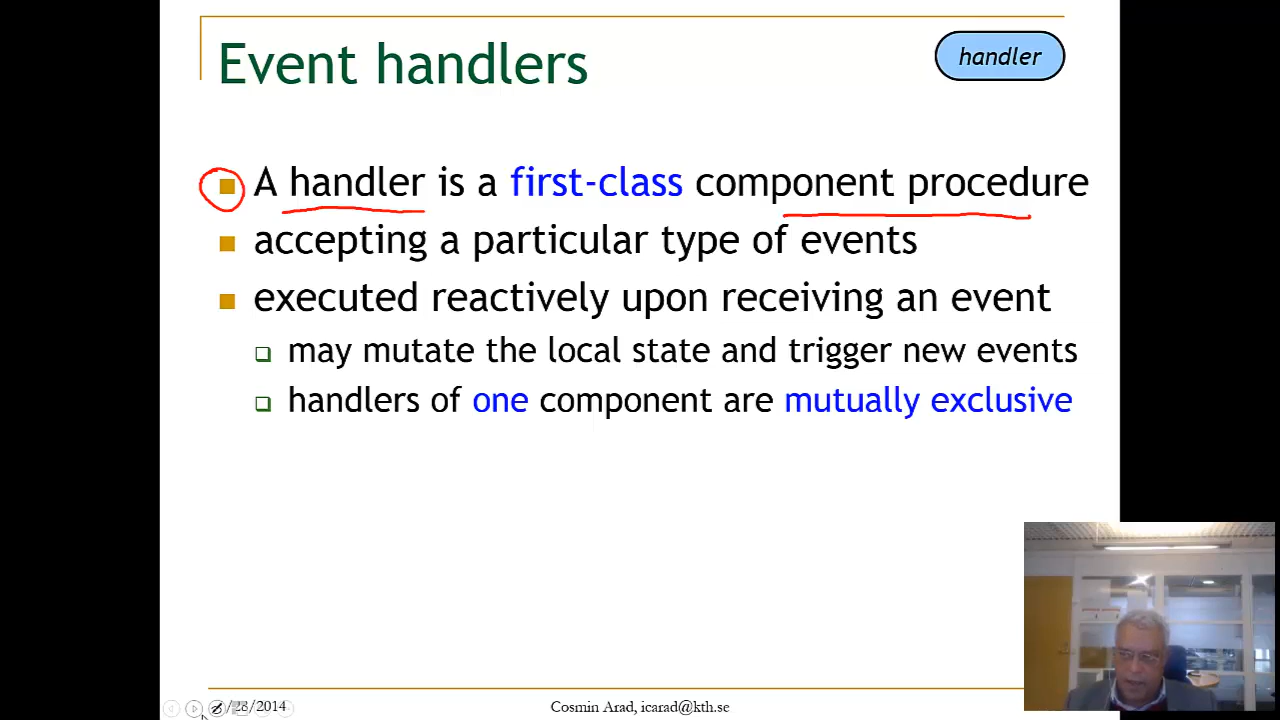 Event handlers
handler
A handler is a first-class component procedure
accepting a particular type of events
executed reactively upon receiving an event
may mutate the local state and trigger new events
handlers of one component are mutually exclusive
/28/2014
Cosmin Arad, icarad@kth.se